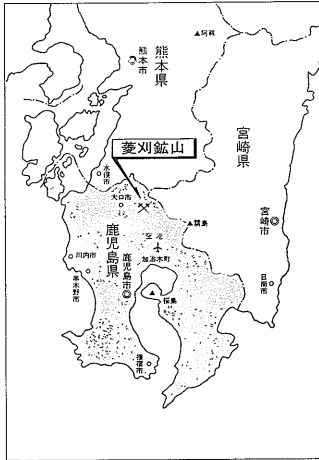 阿蘇
熊本市
熊本県
宮崎県
菱刈鉱山
水俣市
大口市
霧島
宮崎市
空港
鹿児島県
川内市
加治木町
鹿児島市
日南市
桜島
串木野市
指宿市